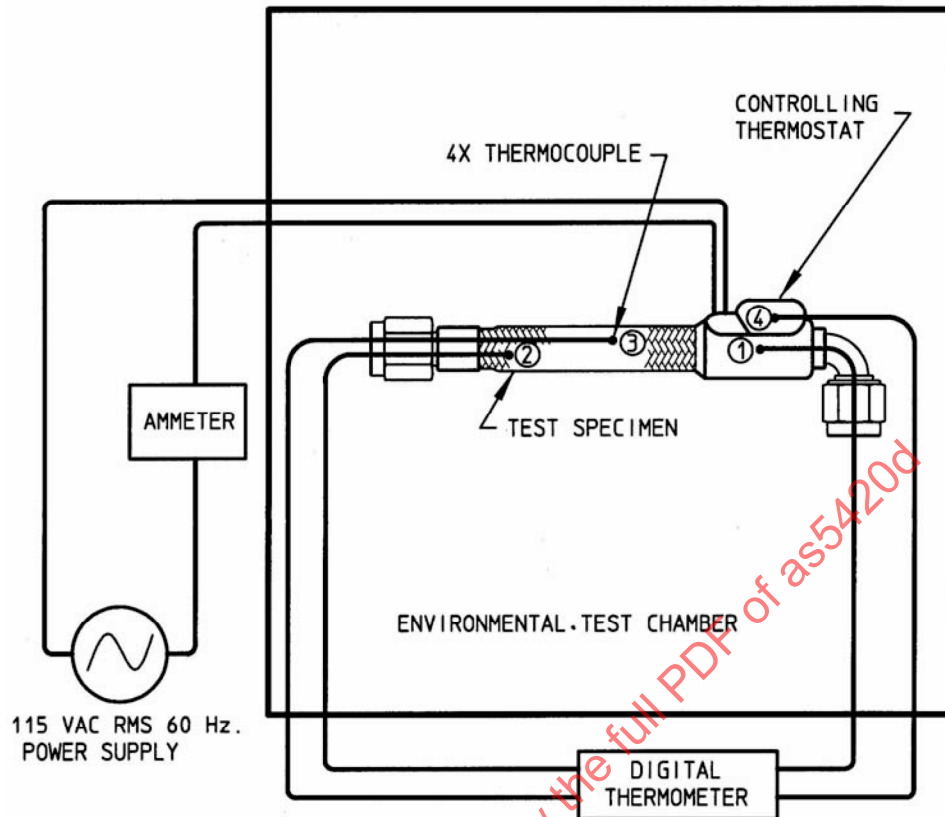 CONTROLLING
THERMOSTAT
4X THERMOCOUPLE
4
3
1
2
TEST SPECIMEN
AMMETER
ENVIRONMENTAL.TEST CHAMBER
115 VAC RMS 60 Hz.
POWER SUPPLY
DIGITAL
THERMOMETER
the full PDF of as5420d